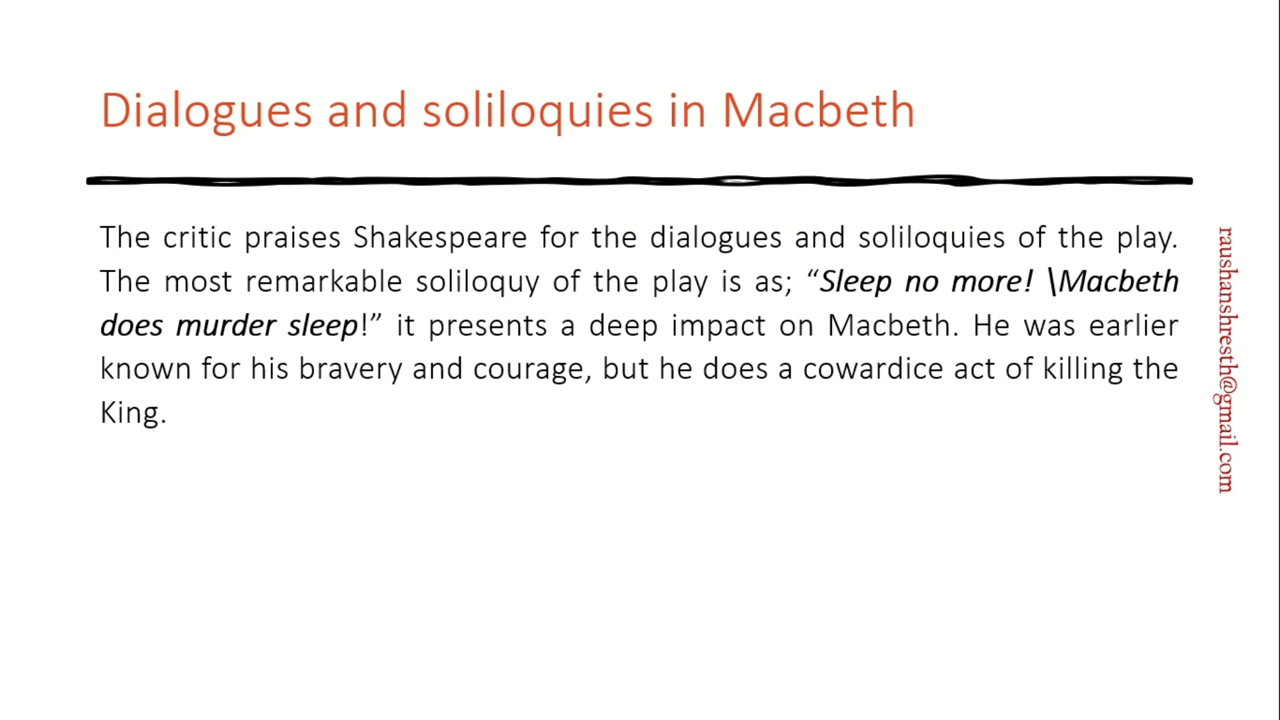 Dialogues and soliloquies in Macbeth
The critic praises Shakespeare for the dialogues and soliloquies of the play.
The most remarkable soliloquy of the play is as; “Sleep no more! \Macbeth
does murder sleep!” it presents a deep impact on Macbeth. He was earlier
known for his bravery and courage, but he does a cowardice act of killing the
King.
raushanshresth@gmail.com